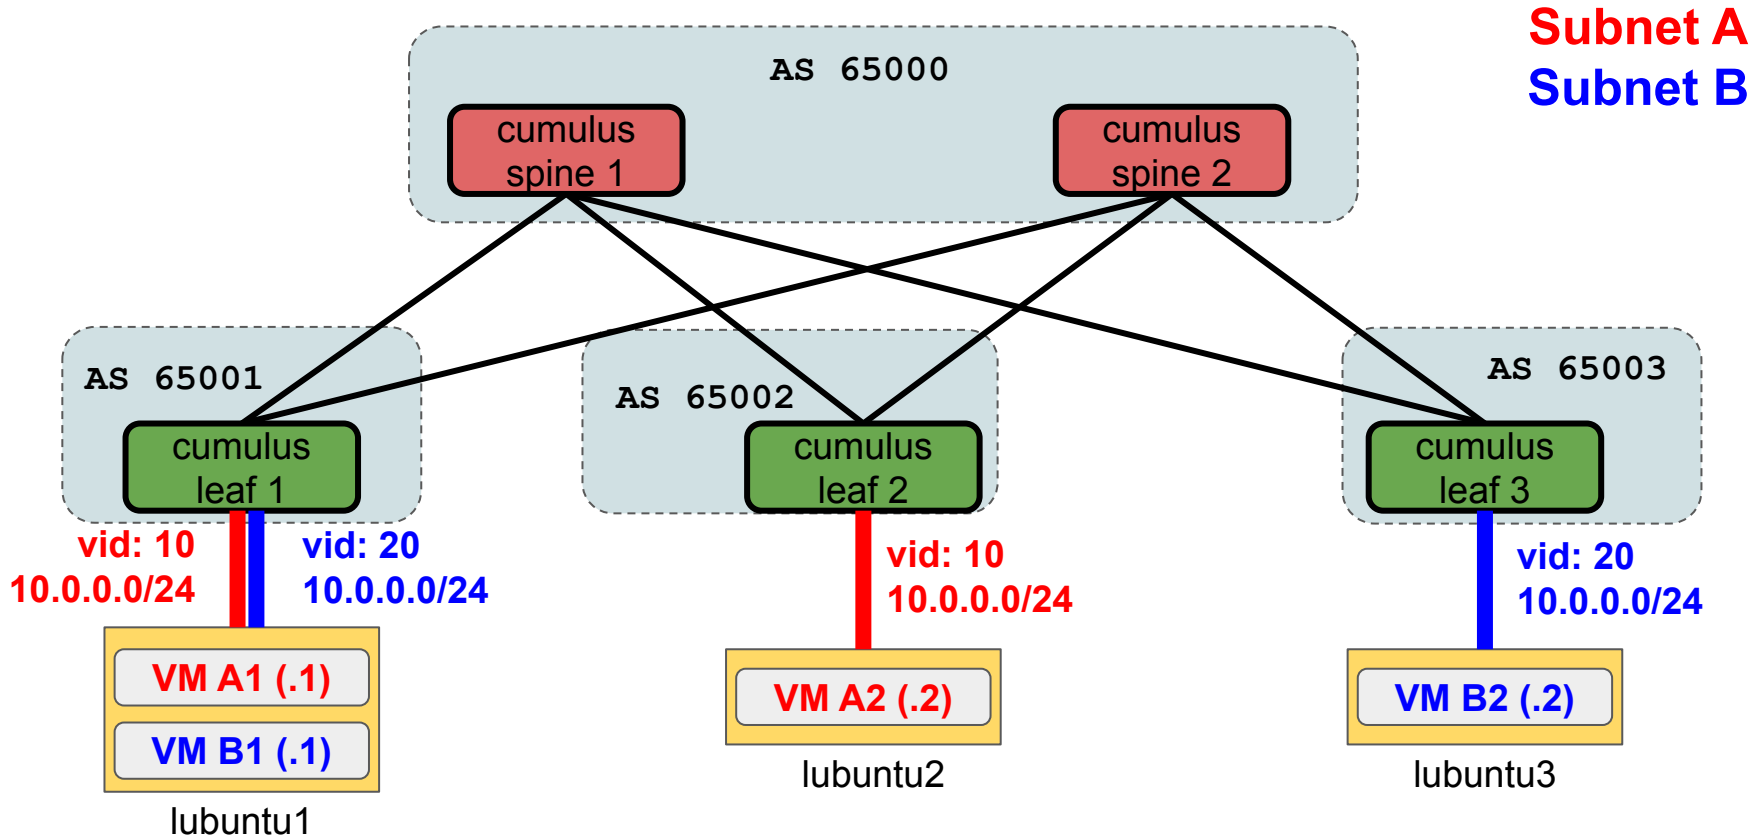 Subnet A
Subnet B
AS 65000
cumulus
spine 1
cumulus
spine 2
AS 65001
cumulus
leaf 1
AS 65002
cumulus
leaf 2
AS 65003
cumulus
leaf 3
vid: 10
10.0.0.0/24
vid: 20
10.0.0.0/24
vid: 10
10.0.0.0/24
vid: 20
10.0.0.0/24
VM A1 (.1)
VM B1 (.1)
lubuntu1
VM A2 (.2)
lubuntu2
VM B2 (.2)
lubuntu3